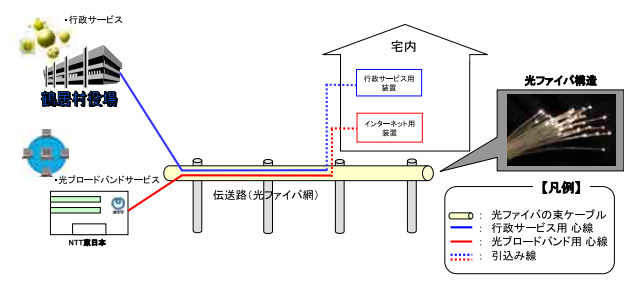 ・行政サービス
鶴居村役場
・光ブロードバンドサービス
NTT東日本
宅内
行政サービス用
装置
インターネット用
装置
伝送路（光ファイバ網）
光ファイバ構造
【凡例】
： 光ファイバの束ケーブル
： 行政サービス用 心線
： 光ブロードバンド用 心線
： 引込み線